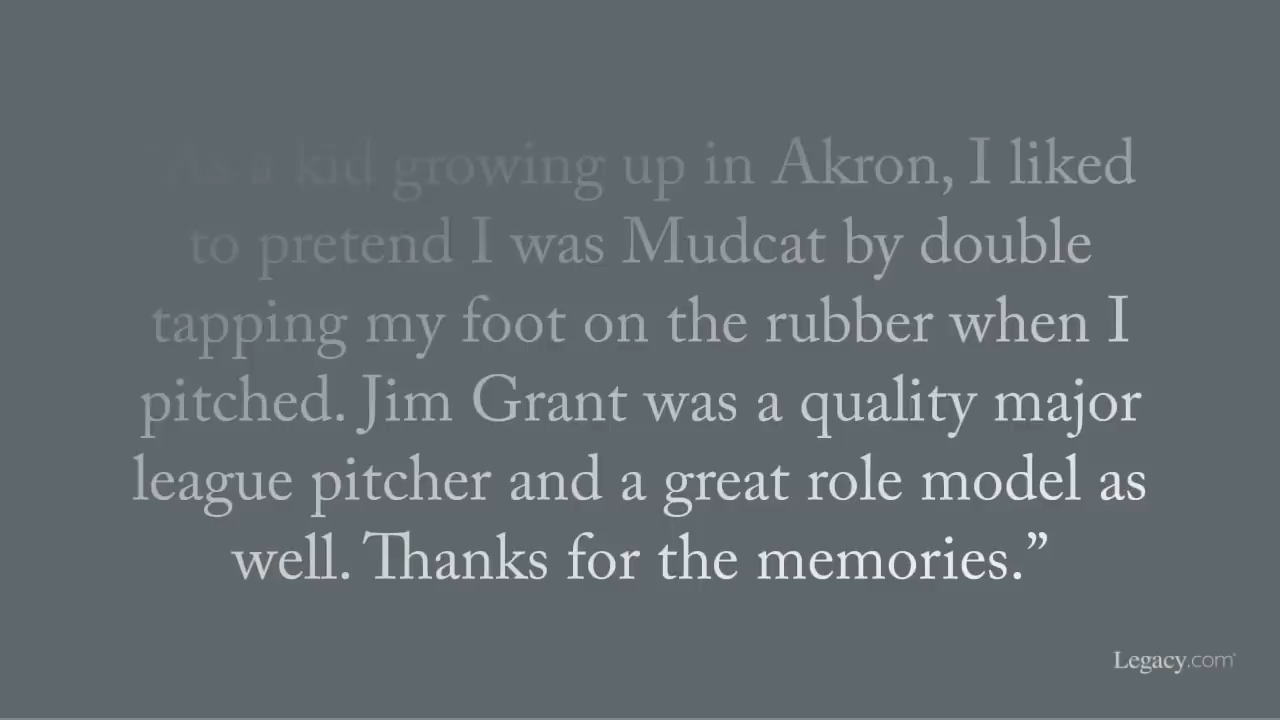 “As a kid growing up in Akron, I liked
to pretend I was Mudcat by double
tapping my foot on the rubber when I
pitched. Jim Grant was a quality major
league pitcher and a great role model as
well. Thanks for the memories.”
Legacy.com